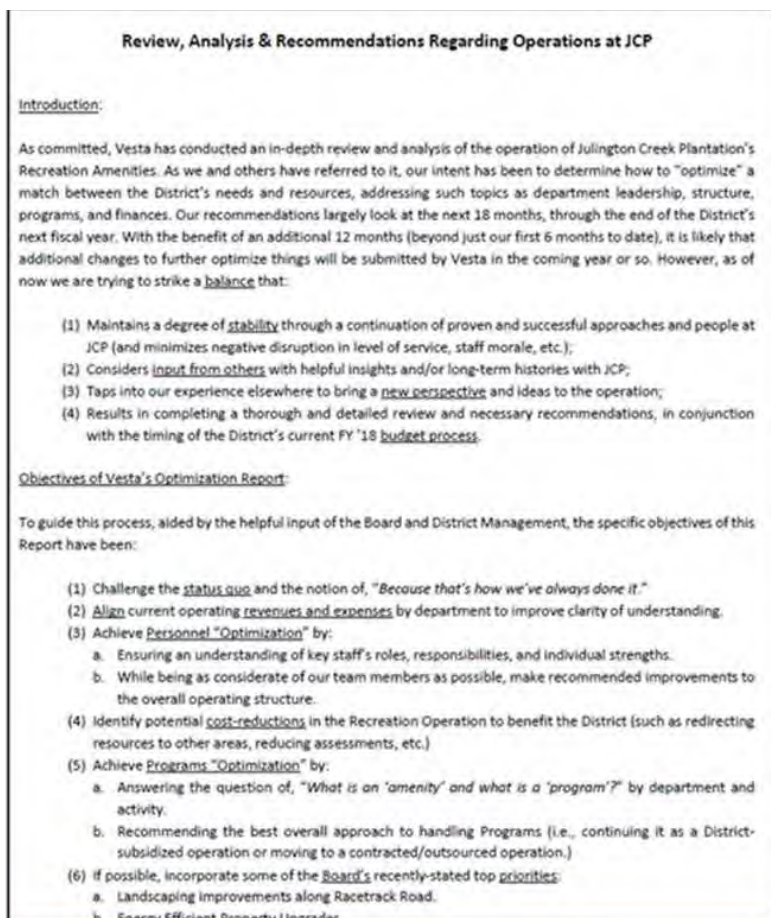 Review, Analysis & Recommendations Regarding Operations at JCP
Introduction:
As committed, Vesta has conducted an in-depth review and analysis of the operation of Julington Creek Plantation's
Recreation Amenities. As we and others have referred to it, our intent has been to determine how to "optimize" a
match between the District's needs and resources, addressing such topics as department leadership, structure,
programs, and finances. Our recommendations largely look at the next 18 months, through the end of the District's
next fiscal year. With the benefit of an additional 12 months (beyond just our first 6 months to date), it is likely that
additional changes to further optimize things will be submitted by Vesta in the coming year or so. However, as of
now we are trying to strike a balance that:
(1) Maintains a degree of stability through a continuation of proven and successful approaches and people at
JCP (and minimizes negative disruption in level of service, staff morale, etc.);
(2) Considers input from others with helpful insights and/or long-term histories with JCP;
(3) Taps into our experience elsewhere to bring a new perspective and ideas to the operation;
(4) Results in completing a thorough and detailed review and necessary recommendations, in conjunction
with the timing of the District's current FY '18 budget process.
Objectives of Vesta's Optimization Report:
To guide this process, aided by the helpful input of the Board and District Management, the specific objectives of this
Report have been:
(1) Challenge the status quo and the notion of, "Because that's how we've always done it."
(2) Align current operating revenues and expenses by department to improve clarity of understanding.
(3) Achieve Personnel "Optimization" by:
a. Ensuring an understanding of key staff's roles, responsibilities, and individual strengths.
b. While being as considerate of our team members as possible, make recommended improvements to
the overall operating structure.
(4) Identify potential cost-reductions in the Recreation Operation to benefit the District (such as redirecting
resources to other areas, reducing assessments, etc.)
(5) Achieve Programs "Optimization" by:
a. Answering the question of, "What is an 'amenity' and what is a 'program'?" by department and
activity.
b. Recommending the best overall approach to handling Programs (i.e., continuing it as a District-
subsidized operation or moving to a contracted/outsourced operation.)
(6) If possible, incorporate some of the Board's recently-stated top priorities:
a. Landscaping improvements along Racetrack Road.
b. Energy Efficient Property Upgrades